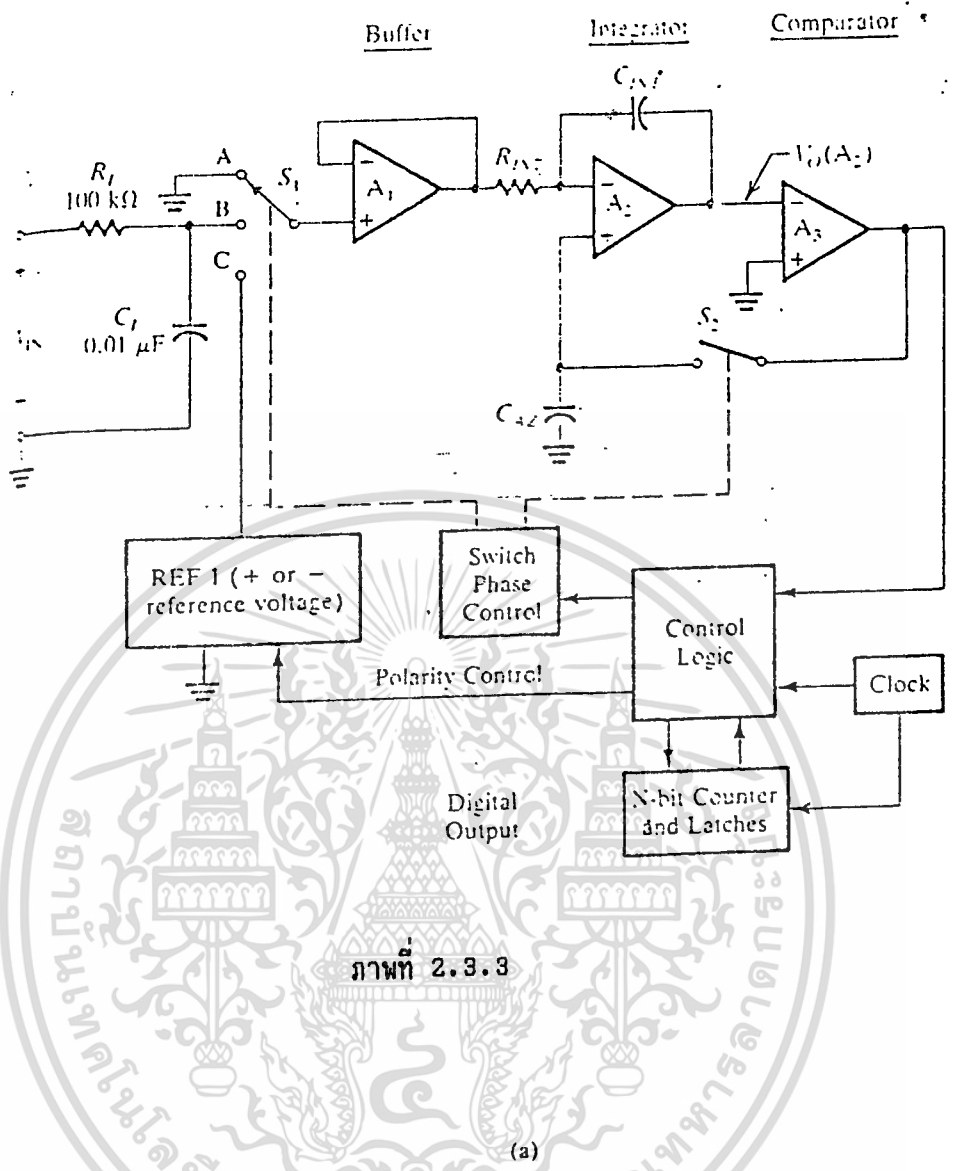 Buffer
Integrator
Comparator
C_INT
A
R_I
100 kΩ
S_1
B
C
C_I
0.01 μF
A_1
−
+
R_INT
A_2
−
+
V_O(A_2)
A_3
−
+
S_2
C_AZ
REF 1 (+ or −
reference voltage)
Switch
Phase
Control
Control
Logic
Clock
Polarity Control
N-bit Counter
and Latches
Digital
Output
ภาพที่ 2.3.3
(a)